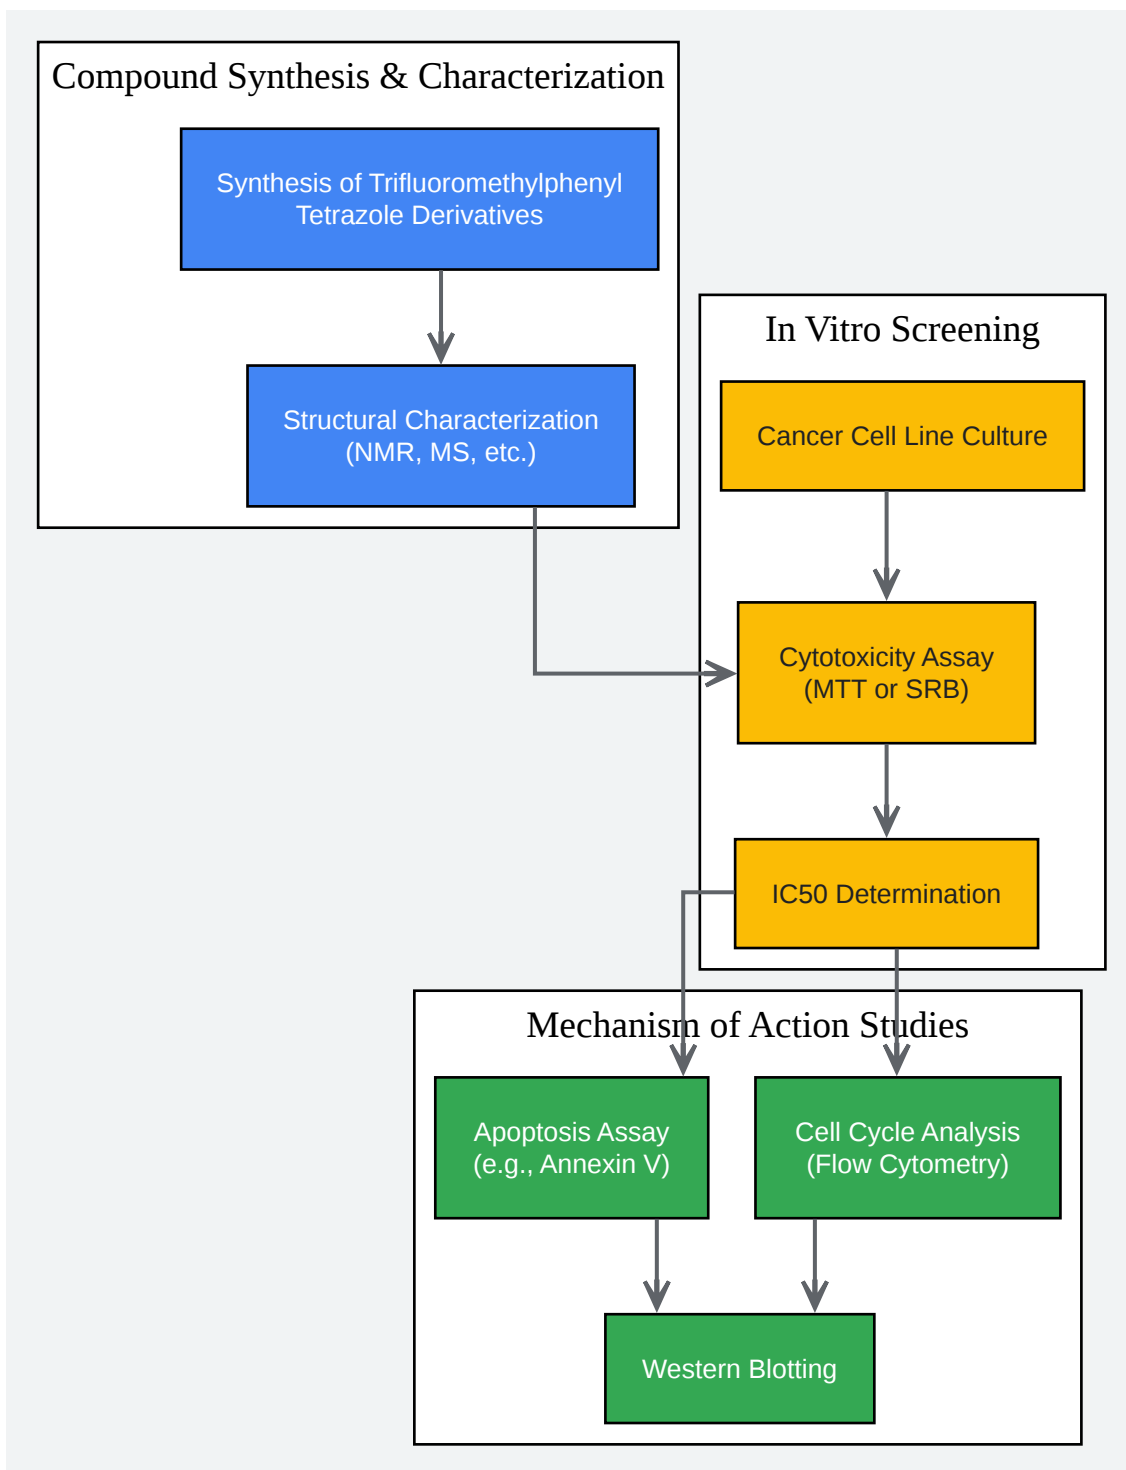 Compound Synthesis & Characterization
Synthesis of Trifluoromethylphenyl
Tetrazole Derivatives
Structural Characterization
(NMR, MS, etc.)
In Vitro Screening
Cancer Cell Line Culture
Cytotoxicity Assay
(MTT or SRB)
IC50 Determination
Mechanism of Action Studies
Apoptosis Assay
(e.g., Annexin V)
Cell Cycle Analysis
(Flow Cytometry)
Western Blotting